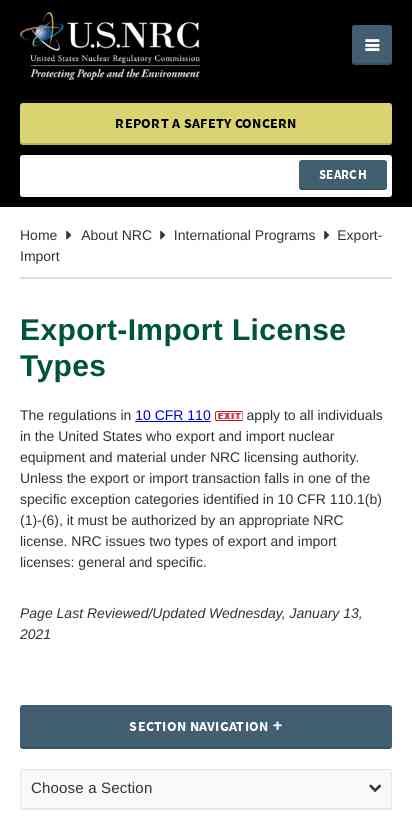 U.S.NRC
United States Nuclear Regulatory Commission
Protecting People and the Environment
REPORT A SAFETY CONCERN
SEARCH
Home About NRC International Programs Export-
Import
Export-Import License
Types
The regulations in 10 CFR 110 EXIT apply to all individuals
in the United States who export and import nuclear
equipment and material under NRC licensing authority.
Unless the export or import transaction falls in one of the
specific exception categories identified in 10 CFR 110.1(b)
(1)-(6), it must be authorized by an appropriate NRC
license. NRC issues two types of export and import
licenses: general and specific.
Page Last Reviewed/Updated Wednesday, January 13,
2021
SECTION NAVIGATION +
Choose a Section